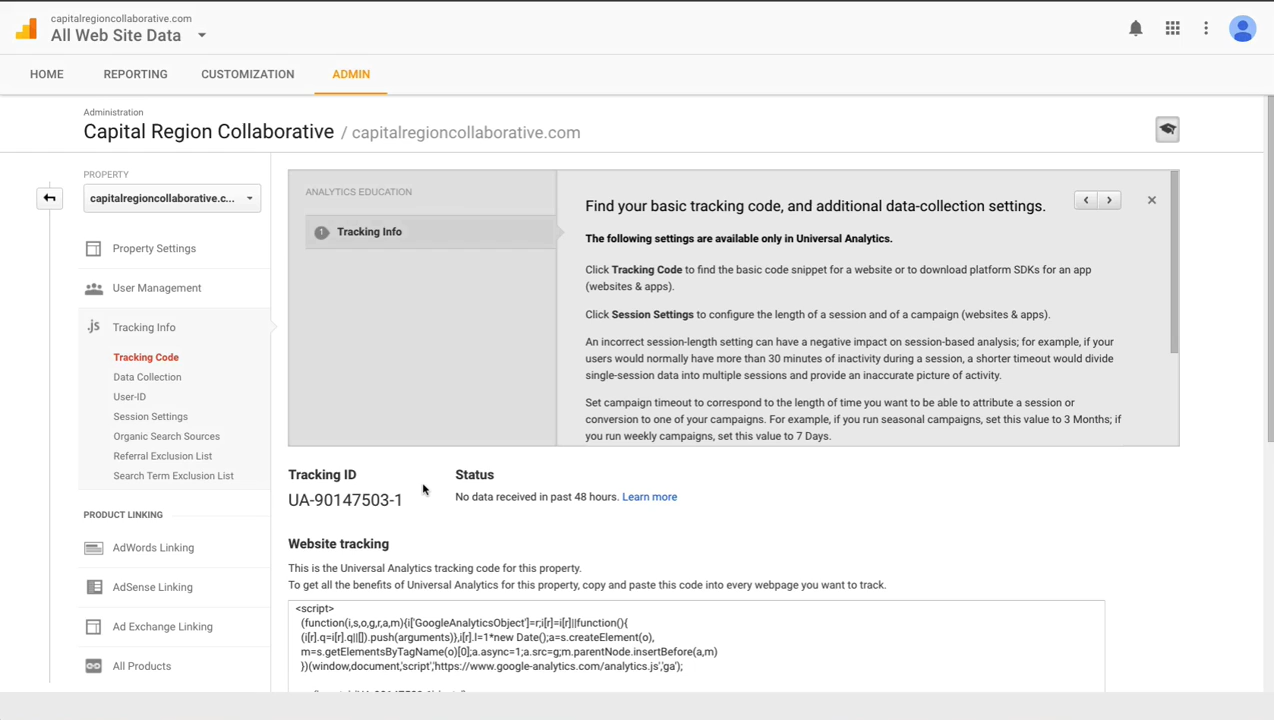 capitalregioncollaborative.com
All Web Site Data
HOME
REPORTING
CUSTOMIZATION
ADMIN
Administration
Capital Region Collaborative / capitalregioncollaborative.com
PROPERTY
capitalregioncollaborative.c...
Property Settings
User Management
.js
Tracking Info
Tracking Code
Data Collection
User-ID
Session Settings
Organic Search Sources
Referral Exclusion List
Search Term Exclusion List
PRODUCT LINKING
AdWords Linking
AdSense Linking
Ad Exchange Linking
All Products
ANALYTICS EDUCATION
1 Tracking Info
Find your basic tracking code, and additional data-collection settings.
The following settings are available only in Universal Analytics.
Click Tracking Code to find the basic code snippet for a website or to download platform SDKs for an app
(websites & apps).
Click Session Settings to configure the length of a session and of a campaign (websites & apps).
An incorrect session-length setting can have a negative impact on session-based analysis; for example, if your
users would normally have more than 30 minutes of inactivity during a session, a shorter timeout would divide
single-session data into multiple sessions and provide an inaccurate picture of activity.
Set campaign timeout to correspond to the length of time you want to be able to attribute a session or
conversion to one of your campaigns. For example, if you run seasonal campaigns, set this value to 3 Months; if
you run weekly campaigns, set this value to 7 Days.
Tracking ID
UA-90147503-1
Status
No data received in past 48 hours. Learn more
Website tracking
This is the Universal Analytics tracking code for this property.
To get all the benefits of Universal Analytics for this property, copy and paste this code into every webpage you want to track.
<script>
(function(i,s,o,g,r,a,m){i['GoogleAnalyticsObject']=r;i[r]=i[r]||function(){
(i[r].q=i[r].q||[]).push(arguments)},i[r].l=1*new Date();a=s.createElement(o),
m=s.getElementsByTagName(o)[0];a.async=1;a.src=g;m.parentNode.insertBefore(a,m)
})(window,document,'script','https://www.google-analytics.com/analytics.js','ga');